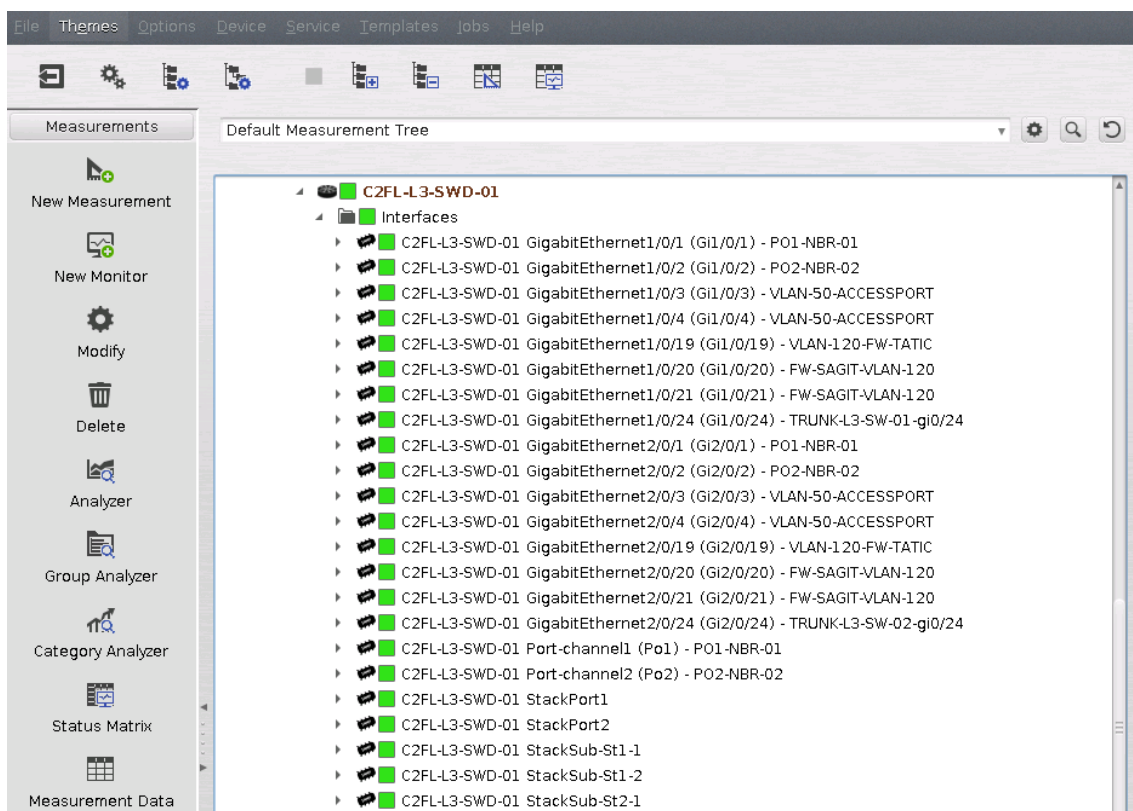 File Themes Options Device Service Templates Jobs Help
Measurements
Default Measurement Tree
New Measurement
New Monitor
Modify
Delete
Analyzer
Group Analyzer
Category Analyzer
Status Matrix
Measurement Data
C2FL-L3-SWD-01
Interfaces
C2FL-L3-SWD-01 GigabitEthernet1/0/1 (Gi1/0/1) - PO1-NBR-01
C2FL-L3-SWD-01 GigabitEthernet1/0/2 (Gi1/0/2) - PO2-NBR-02
C2FL-L3-SWD-01 GigabitEthernet1/0/3 (Gi1/0/3) - VLAN-50-ACCESSPORT
C2FL-L3-SWD-01 GigabitEthernet1/0/4 (Gi1/0/4) - VLAN-50-ACCESSPORT
C2FL-L3-SWD-01 GigabitEthernet1/0/19 (Gi1/0/19) - VLAN-120-FW-TATIC
C2FL-L3-SWD-01 GigabitEthernet1/0/20 (Gi1/0/20) - FW-SAGIT-VLAN-120
C2FL-L3-SWD-01 GigabitEthernet1/0/21 (Gi1/0/21) - FW-SAGIT-VLAN-120
C2FL-L3-SWD-01 GigabitEthernet1/0/24 (Gi1/0/24) - TRUNK-L3-SW-01-gi0/24
C2FL-L3-SWD-01 GigabitEthernet2/0/1 (Gi2/0/1) - PO1-NBR-01
C2FL-L3-SWD-01 GigabitEthernet2/0/2 (Gi2/0/2) - PO2-NBR-02
C2FL-L3-SWD-01 GigabitEthernet2/0/3 (Gi2/0/3) - VLAN-50-ACCESSPORT
C2FL-L3-SWD-01 GigabitEthernet2/0/4 (Gi2/0/4) - VLAN-50-ACCESSPORT
C2FL-L3-SWD-01 GigabitEthernet2/0/19 (Gi2/0/19) - VLAN-120-FW-TATIC
C2FL-L3-SWD-01 GigabitEthernet2/0/20 (Gi2/0/20) - FW-SAGIT-VLAN-120
C2FL-L3-SWD-01 GigabitEthernet2/0/21 (Gi2/0/21) - FW-SAGIT-VLAN-120
C2FL-L3-SWD-01 GigabitEthernet2/0/24 (Gi2/0/24) - TRUNK-L3-SW-02-gi0/24
C2FL-L3-SWD-01 Port-channel1 (Po1) - PO1-NBR-01
C2FL-L3-SWD-01 Port-channel2 (Po2) - PO2-NBR-02
C2FL-L3-SWD-01 StackPort1
C2FL-L3-SWD-01 StackPort2
C2FL-L3-SWD-01 StackSub-St1-1
C2FL-L3-SWD-01 StackSub-St1-2
C2FL-L3-SWD-01 StackSub-St2-1